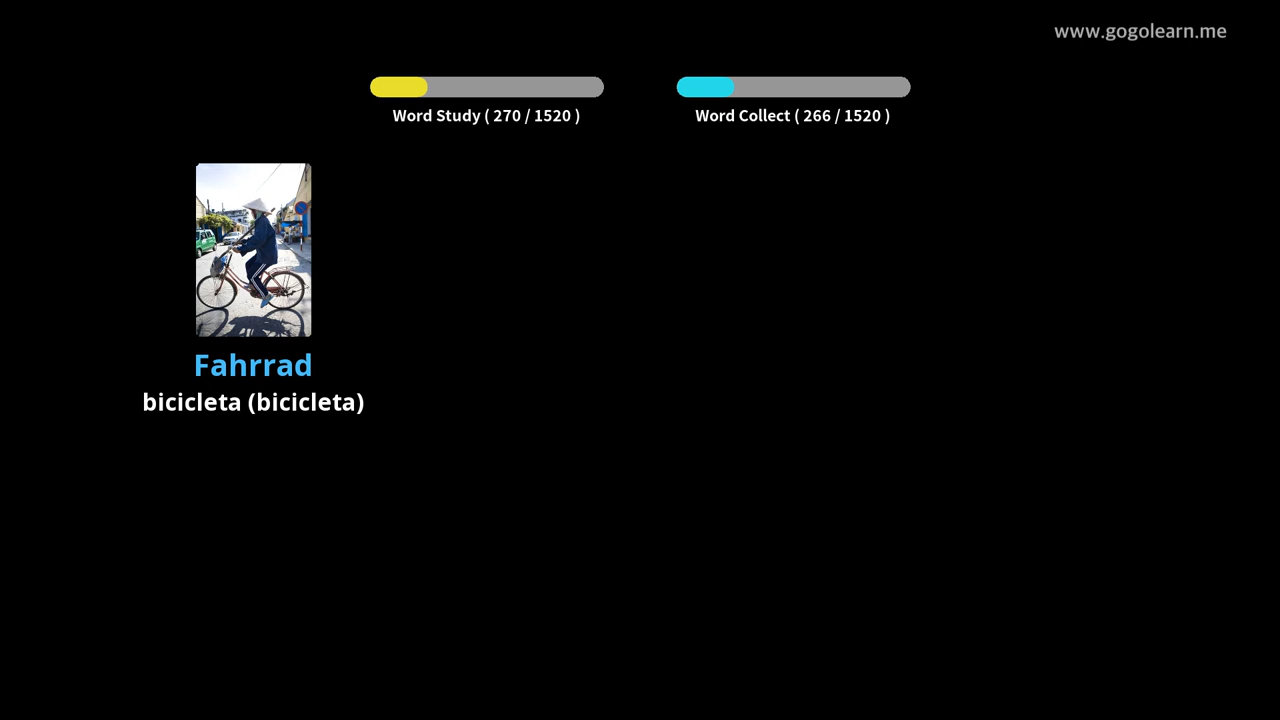 www.gogolearn.me
Word Study ( 270 / 1520 )
Word Collect ( 266 / 1520 )
Fahrrad
bicicleta (bicicleta)